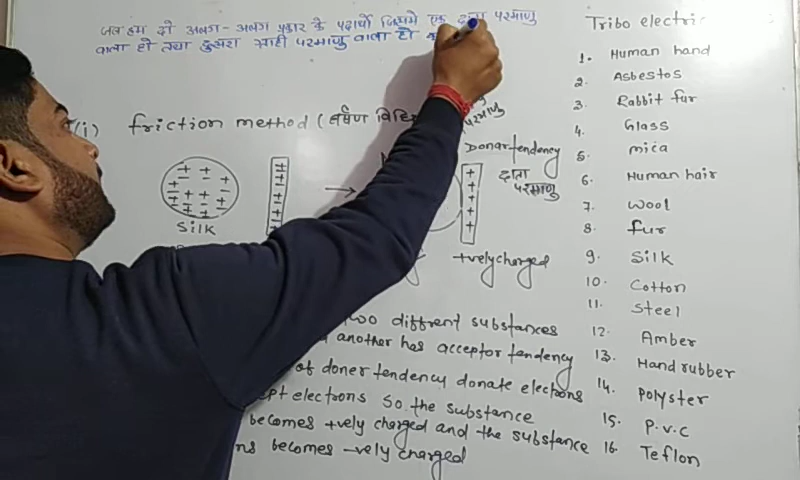 जब हम दो अलग-अलग प्रकार के पदार्थो जिसमे एक दाता परमाणु
वाला हो तथा दुसरा ग्राही परमाणु वाला हो
(i) friction method (घर्षण विधि
परमाणु
Donar tendency
दाता
परमाणु
Silk
+vely charged
two different substances
another has acceptor tendency
of doner tendency donate electrons
electrons so the substance
becomes +vely charged and the substance
becomes -vely charged
Tribo electric
1. Human hand
2. Asbestos
3. Rabbit fur
4. Glass
5. mica
6. Human hair
7. Wool
8. fur
9. Silk
10. Cotton
11. Steel
12. Amber
13. Hand rubber
14. Polyster
15. P.v.c
16. Teflon